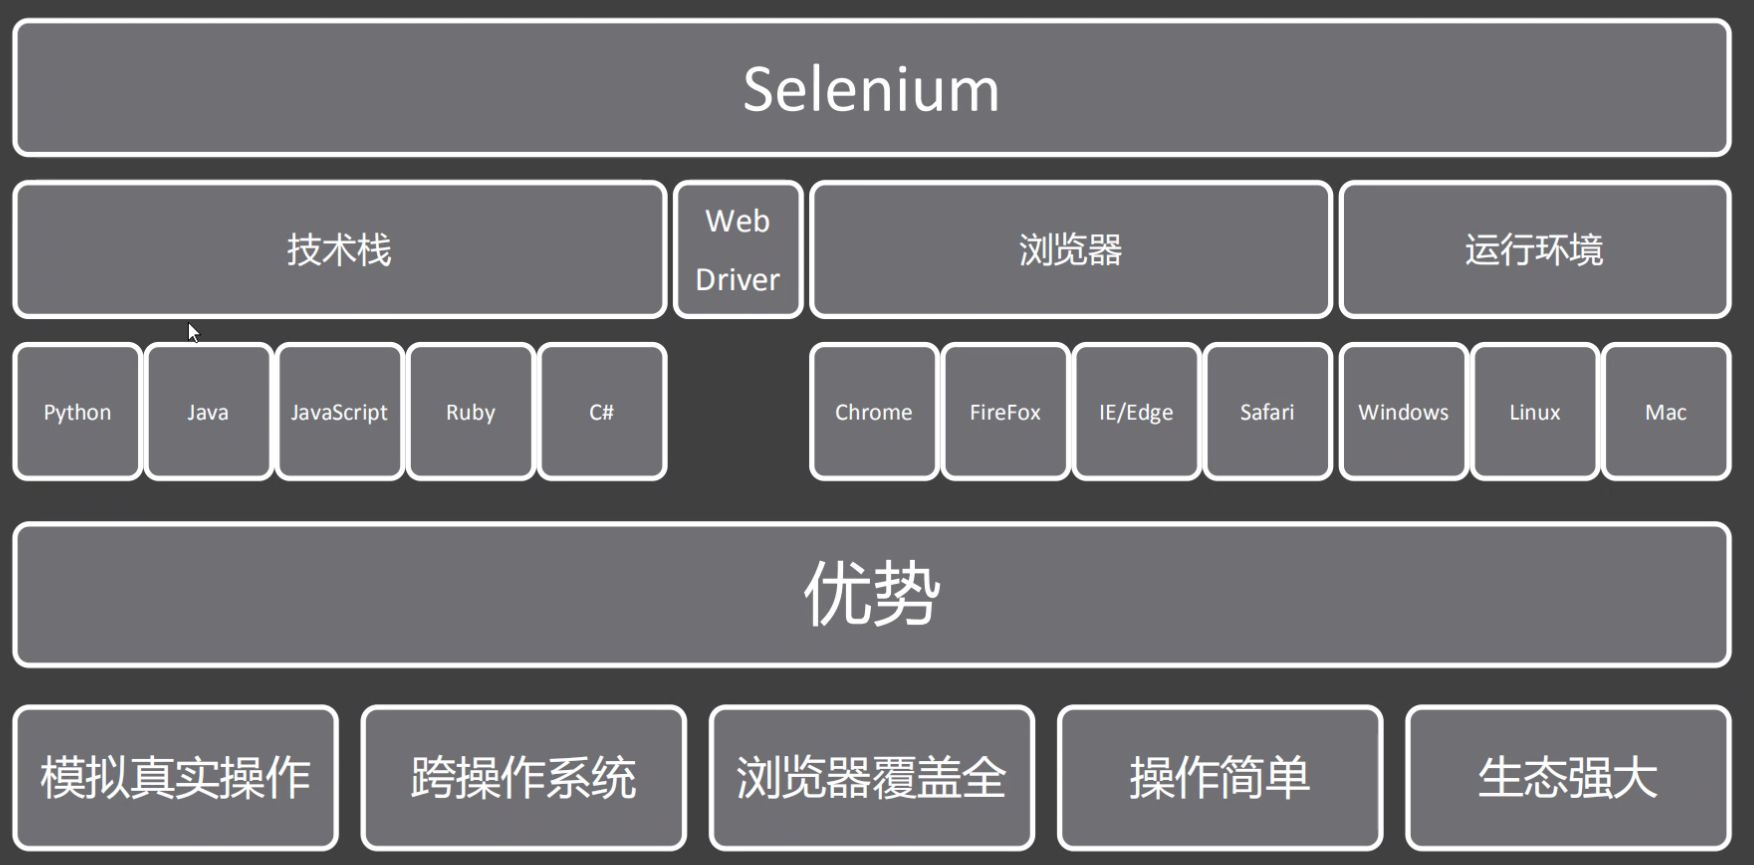 Selenium
技术栈
Web
Driver
浏览器
运行环境
Python
Java
JavaScript
Ruby
C#
Chrome
FireFox
IE/Edge
Safari
Windows
Linux
Mac
优势
模拟真实操作
跨操作系统
浏览器覆盖全
操作简单
生态强大